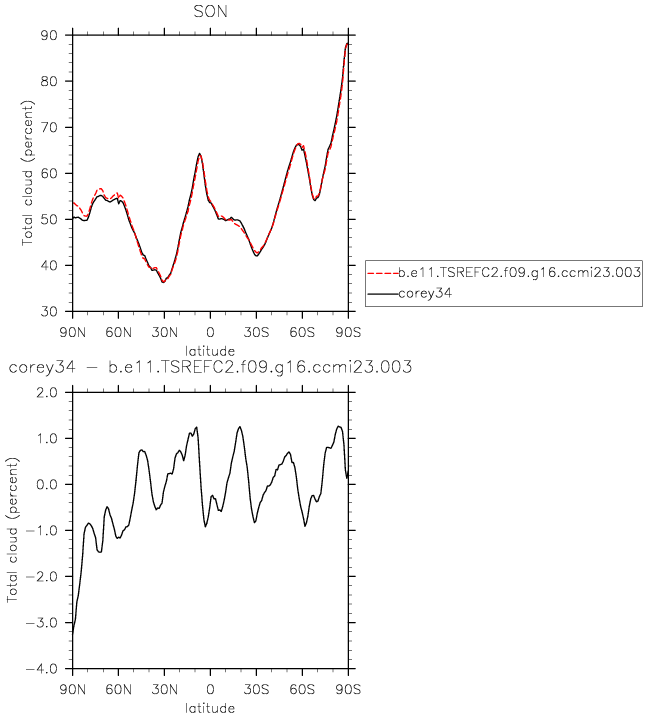 SON
90
80
70
60
50
40
30
Total cloud (percent)
90N 60N 30N 0 30S 60S 90S
latitude
b.e11.TSREFC2.f09.g16.ccmi23.003
corey34
corey34 − b.e11.TSREFC2.f09.g16.ccmi23.003
2.0
1.0
0.0
−1.0
−2.0
−3.0
−4.0
Total cloud (percent)
90N 60N 30N 0 30S 60S 90S
latitude